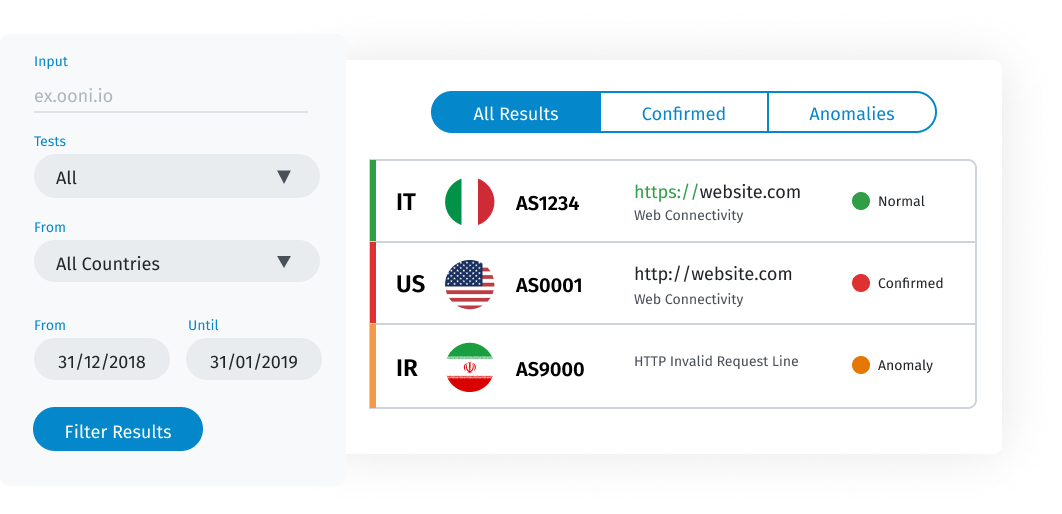 Input
ex.ooni.io
Tests
All
From
All Countries
From Until
31/12/2018 31/01/2019
Filter Results
All Results Confirmed Anomalies
IT AS1234 https://website.com Normal
Web Connectivity
US AS0001 http://website.com Confirmed
Web Connectivity
IR AS9000 HTTP Invalid Request Line Anomaly